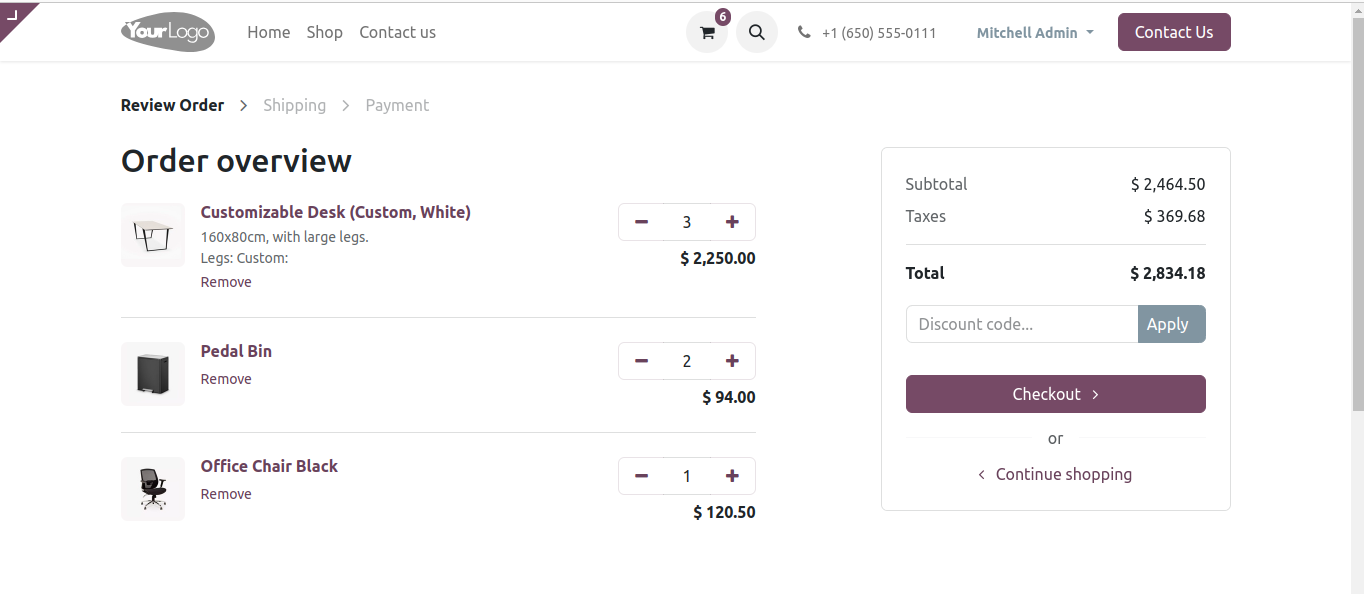 YourLogo
Home Shop Contact us
6
+1 (650) 555-0111
Mitchell Admin
Contact Us
Review Order > Shipping > Payment
Order overview
Customizable Desk (Custom, White)
160x80cm, with large legs.
Legs: Custom:
Remove
3
$ 2,250.00
Pedal Bin
Remove
2
$ 94.00
Office Chair Black
Remove
1
$ 120.50
Subtotal $ 2,464.50
Taxes $ 369.68
Total $ 2,834.18
Discount code... Apply
Checkout >
or
< Continue shopping